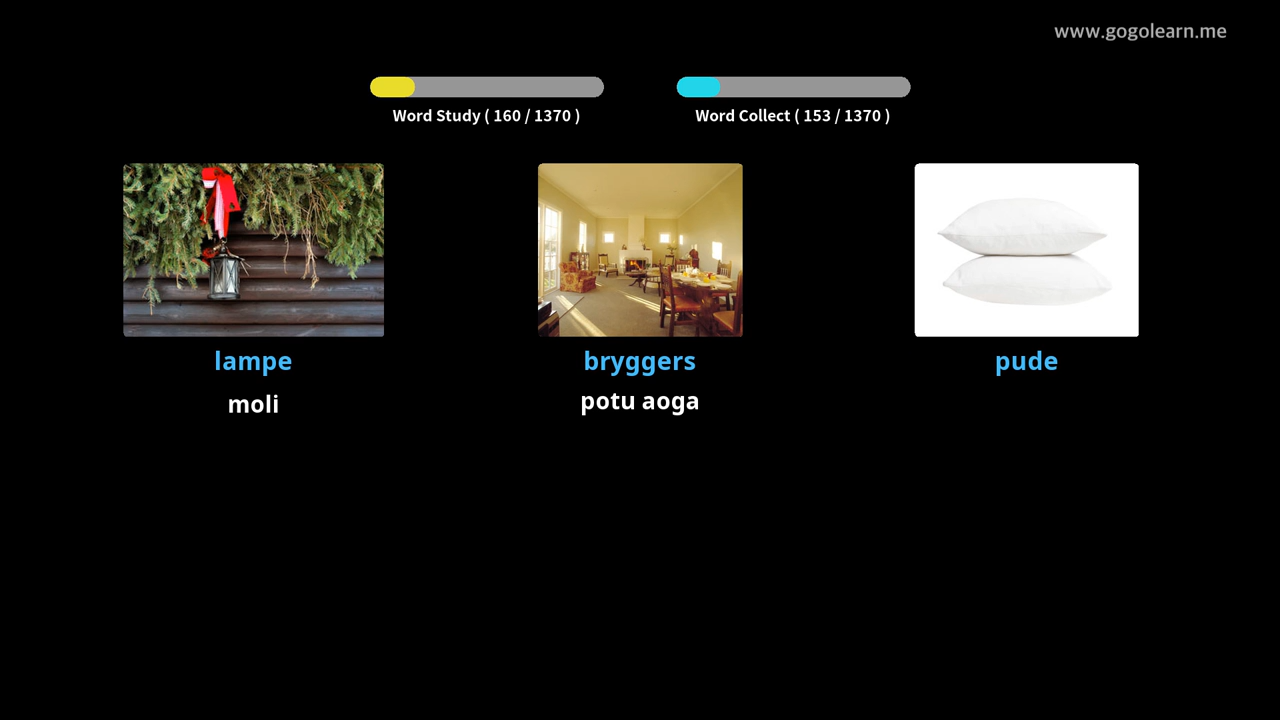 www.gogolearn.me
Word Study ( 160 / 1370 )
Word Collect ( 153 / 1370 )
lampe
bryggers
pude
moli
potu aoga